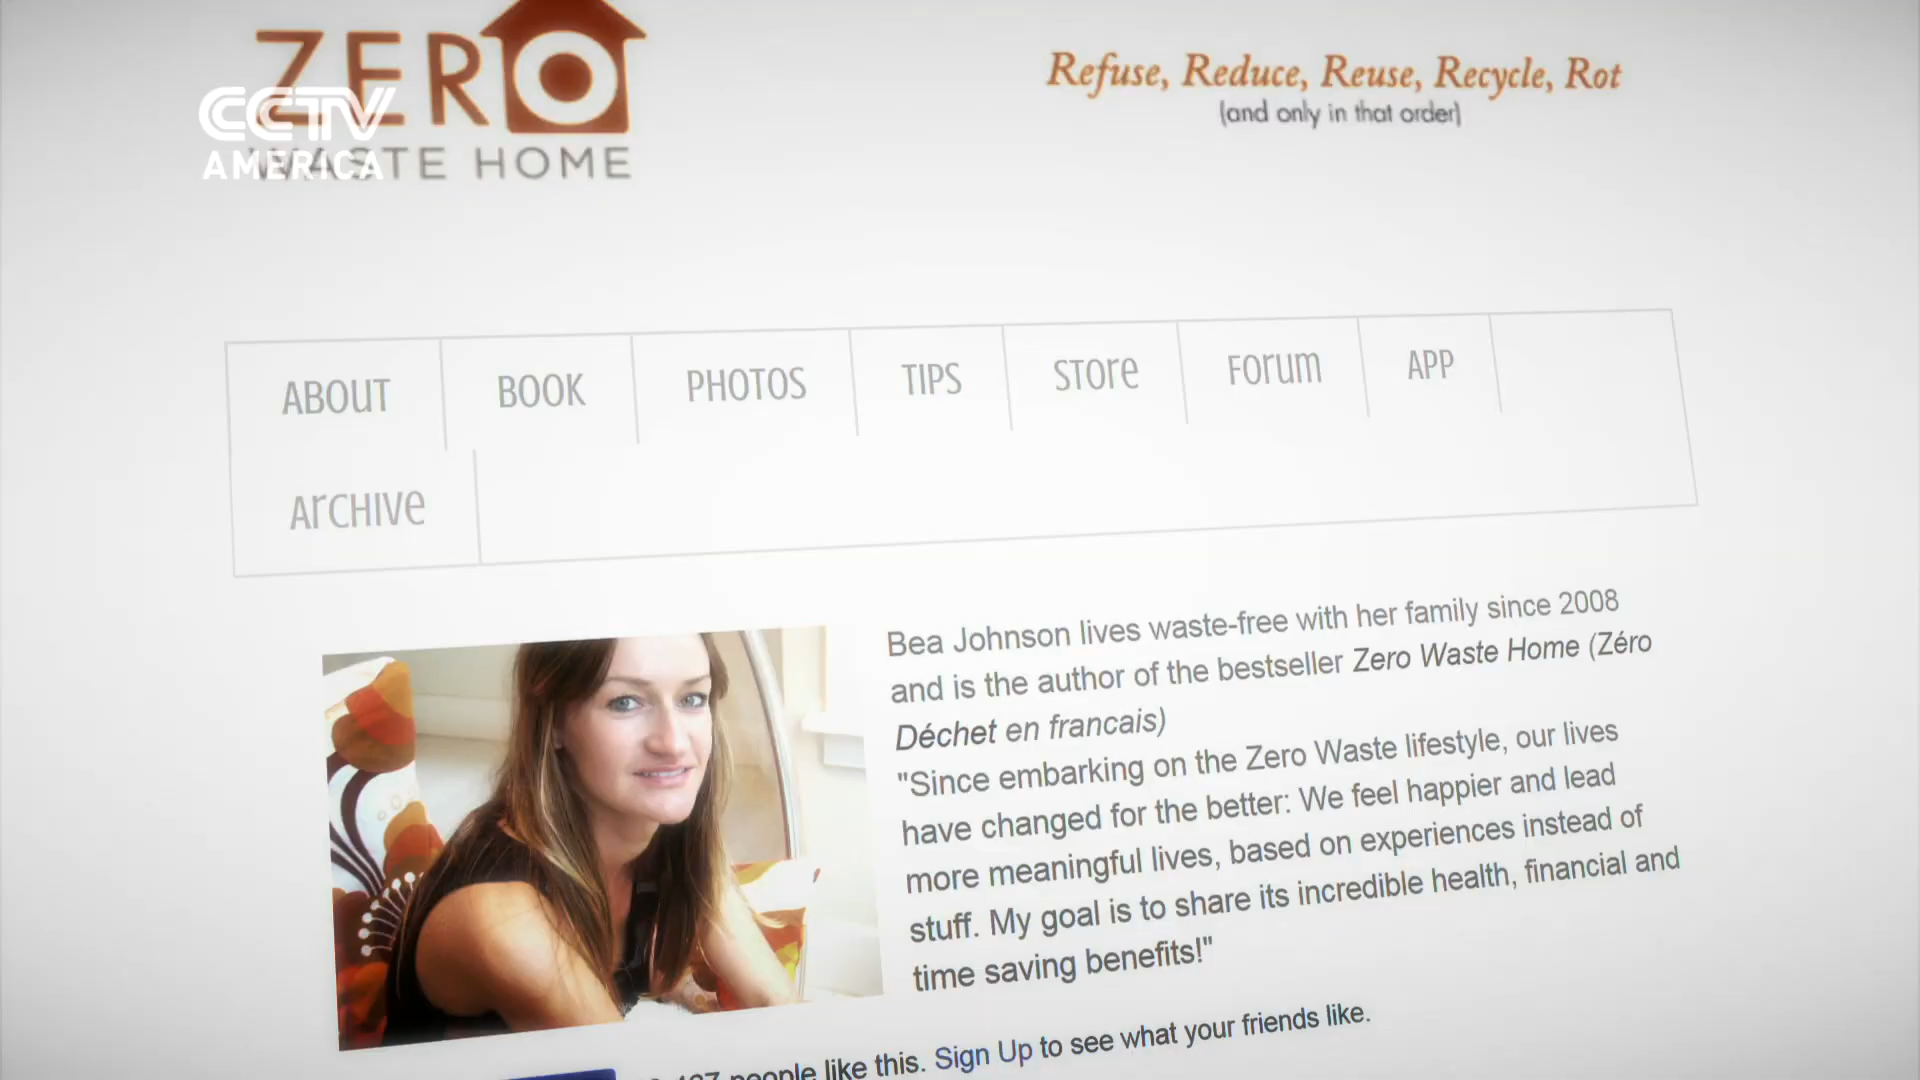 ZERO
WASTE HOME
CCTV
AMERICA
Refuse, Reduce, Reuse, Recycle, Rot
(and only in that order)
ABOUT
BOOK
PHOTOS
TIPS
Store
Forum
APP
Archive
Bea Johnson lives waste-free with her family since 2008
and is the author of the bestseller Zero Waste Home (Zéro
Déchet en francais)
"Since embarking on the Zero Waste lifestyle, our lives
have changed for the better: We feel happier and lead
more meaningful lives, based on experiences instead of
stuff. My goal is to share its incredible health, financial and
time saving benefits!"
people like this. Sign Up to see what your friends like.